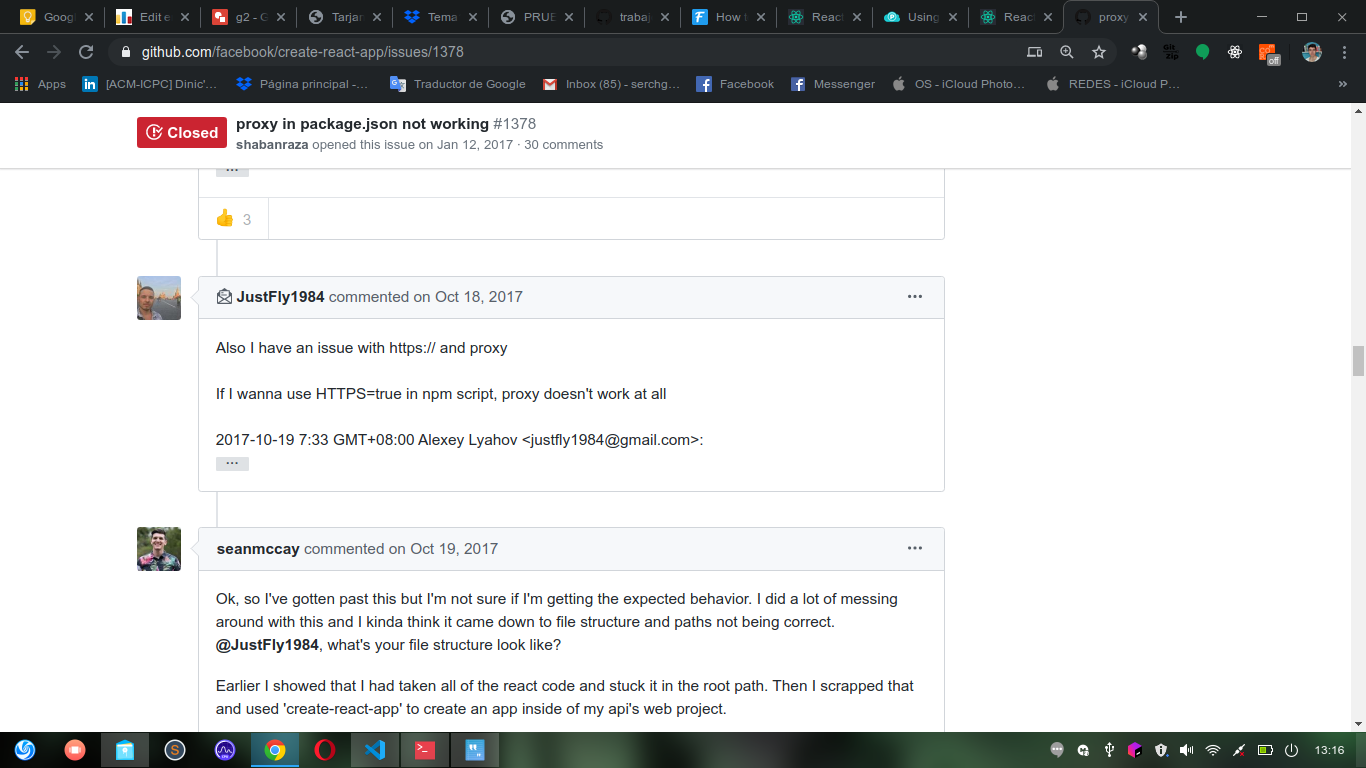 Googl
Edit e
g2 - G
Tarjan
Tema
PRUE
trabaj
How t
React
Using
React
proxy
github.com/facebook/create-react-app/issues/1378
Git
Zip
off
Apps
[ACM-ICPC] Dinic'…
Página principal -…
Traductor de Google
Inbox (85) - serchg…
Facebook
Messenger
OS - iCloud Photo…
REDES - iCloud P…
»
Closed
proxy in package.json not working #1378
shabanraza opened this issue on Jan 12, 2017 · 30 comments
…
👍 3
JustFly1984 commented on Oct 18, 2017
Also I have an issue with https:// and proxy
If I wanna use HTTPS=true in npm script, proxy doesn't work at all
2017-10-19 7:33 GMT+08:00 Alexey Lyahov <justfly1984@gmail.com>:
…
seanmccay commented on Oct 19, 2017
Ok, so I've gotten past this but I'm not sure if I'm getting the expected behavior. I did a lot of messing
around with this and I kinda think it came down to file structure and paths not being correct.
@JustFly1984, what's your file structure look like?
Earlier I showed that I had taken all of the react code and stuck it in the root path. Then I scrapped that
and used 'create-react-app' to create an app inside of my api's web project.
13:16